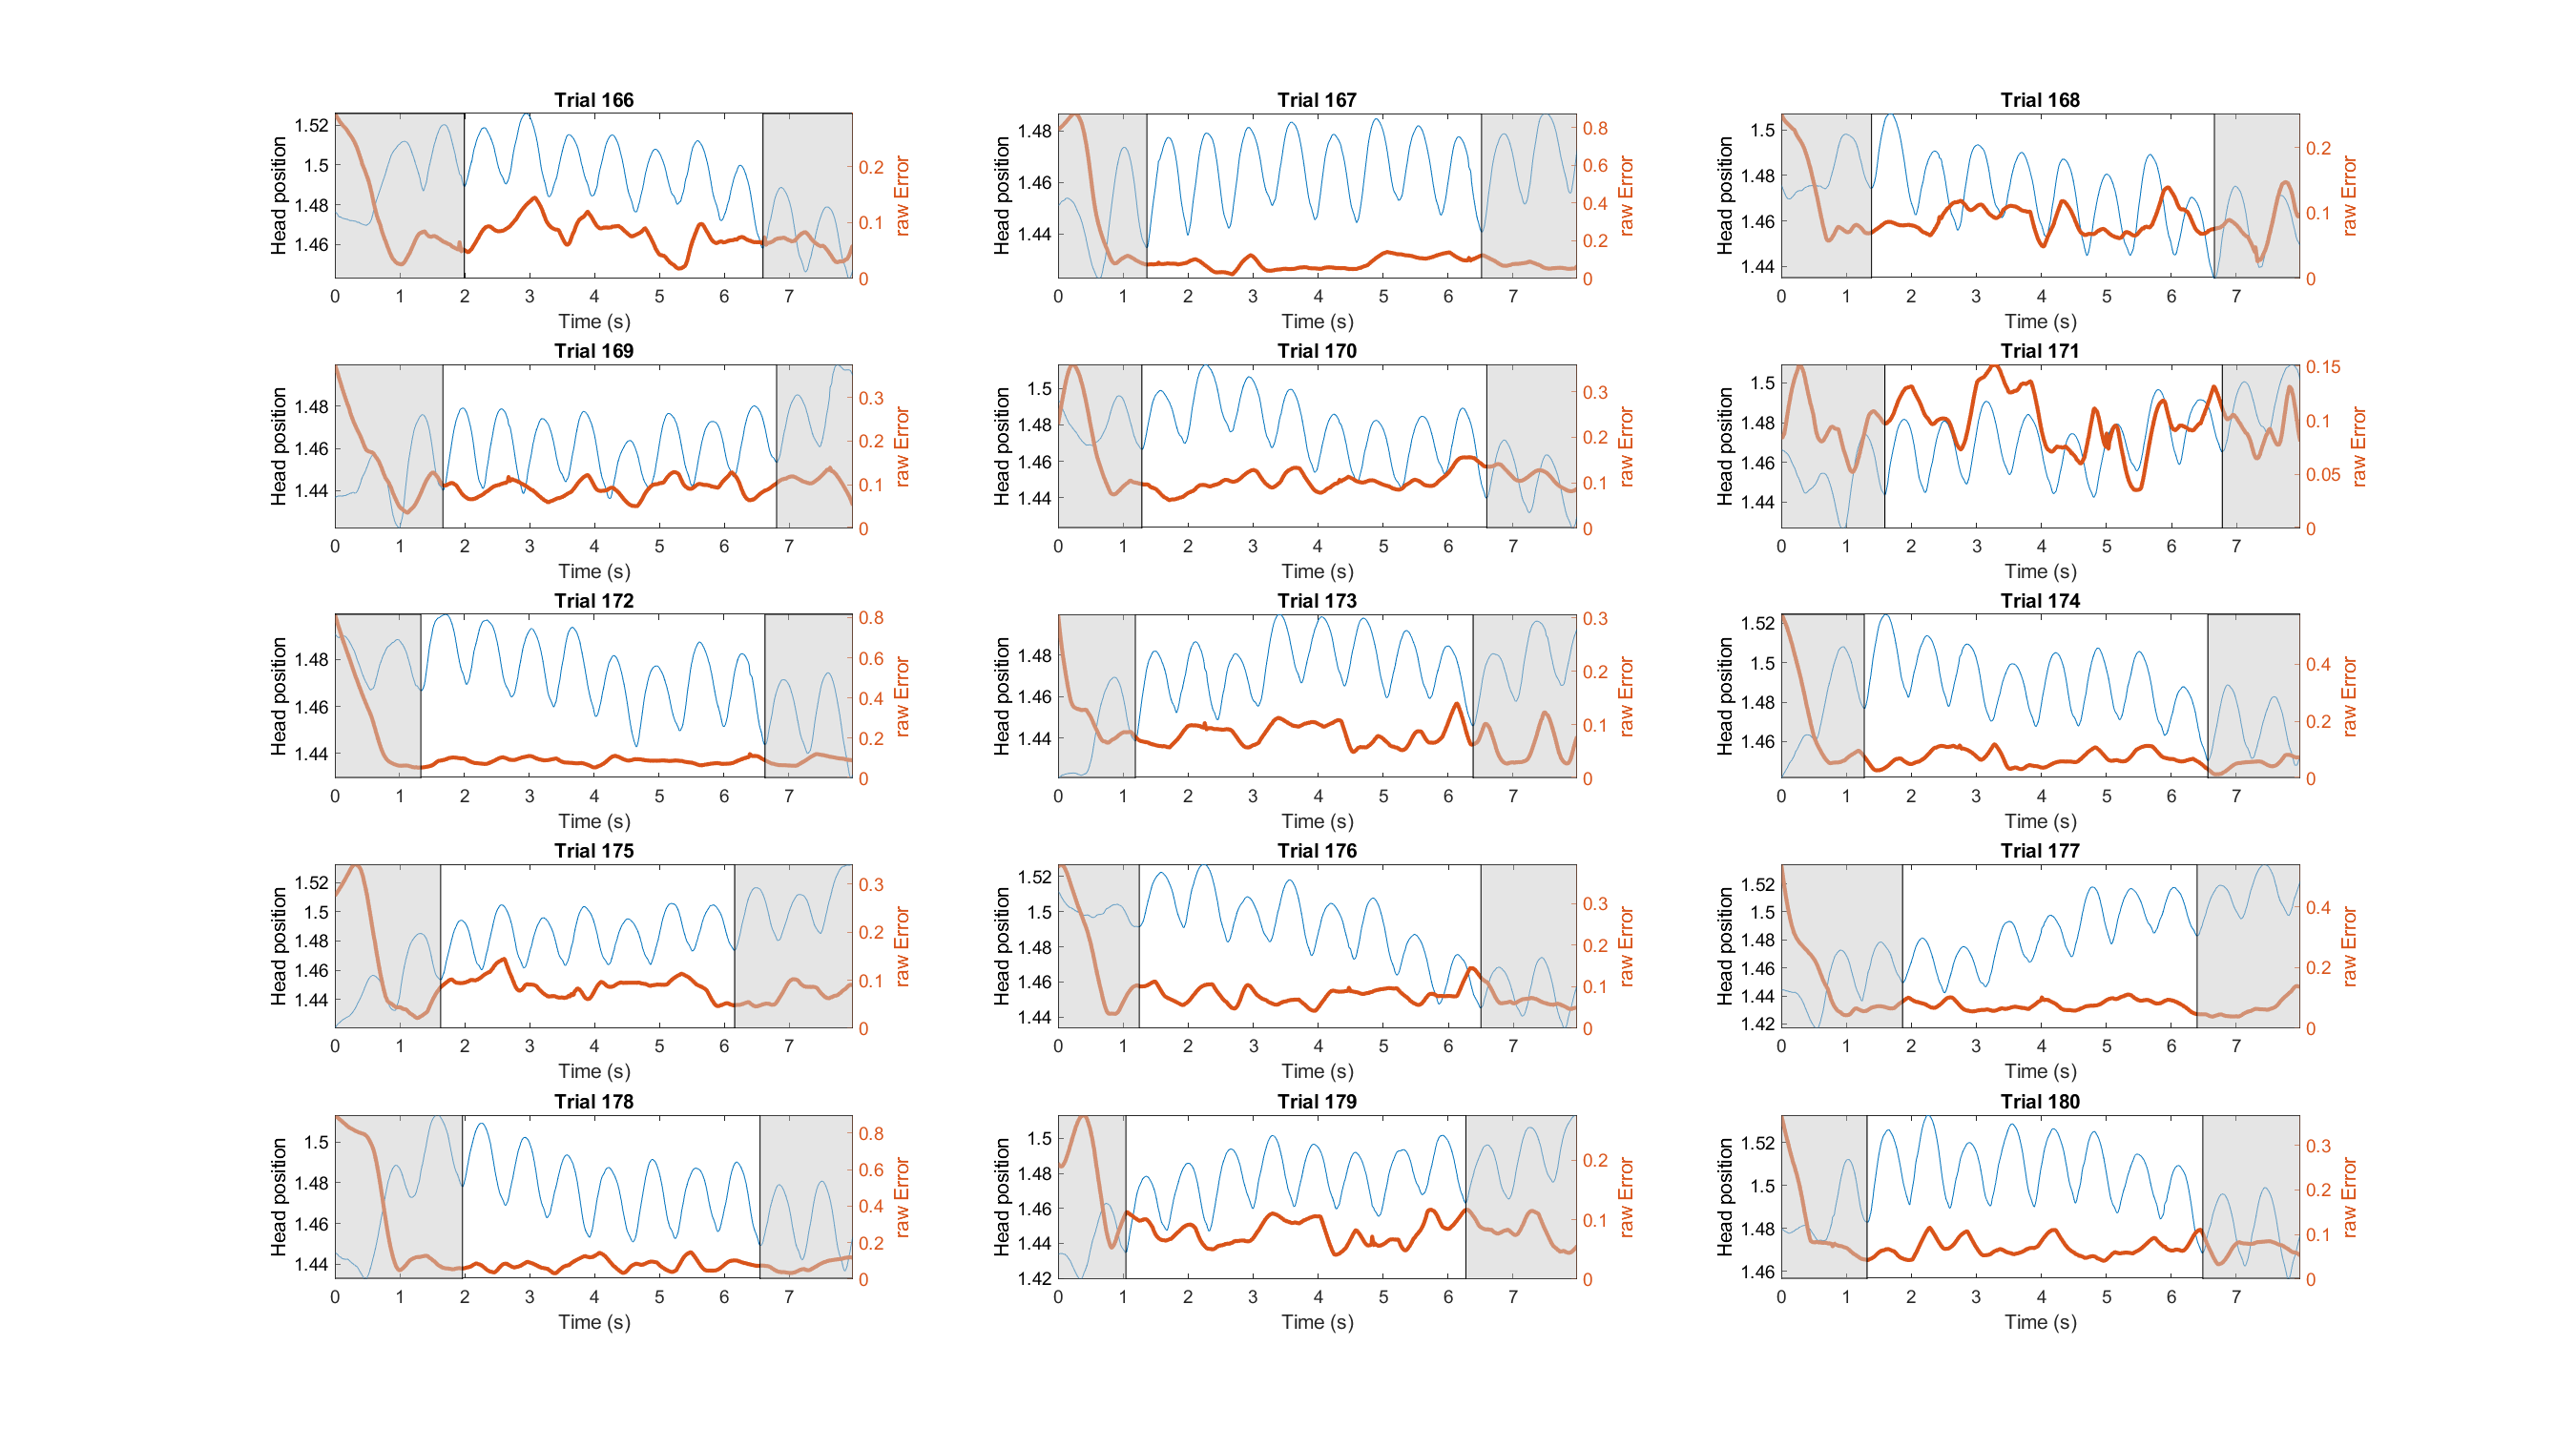 Trial 166
Trial 167
Trial 168
1.52
1.5
1.48
1.46
Head position
0.2
0.1
0
raw Error
0 1 2 3 4 5 6 7
Time (s)
1.48
1.46
1.44
Head position
0.8
0.6
0.4
0.2
0
raw Error
0 1 2 3 4 5 6 7
Time (s)
1.5
1.48
1.46
1.44
Head position
0.2
0.1
0
raw Error
0 1 2 3 4 5 6 7
Time (s)
Trial 169
Trial 170
Trial 171
1.48
1.46
1.44
Head position
0.3
0.2
0.1
0
raw Error
0 1 2 3 4 5 6 7
Time (s)
1.5
1.48
1.46
1.44
Head position
0.3
0.2
0.1
0
raw Error
0 1 2 3 4 5 6 7
Time (s)
1.5
1.48
1.46
1.44
Head position
0.15
0.1
0.05
0
raw Error
0 1 2 3 4 5 6 7
Time (s)
Trial 172
Trial 173
Trial 174
1.48
1.46
1.44
Head position
0.8
0.6
0.4
0.2
0
raw Error
0 1 2 3 4 5 6 7
Time (s)
1.48
1.46
1.44
Head position
0.3
0.2
0.1
0
raw Error
0 1 2 3 4 5 6 7
Time (s)
1.52
1.5
1.48
1.46
Head position
0.4
0.2
0
raw Error
0 1 2 3 4 5 6 7
Time (s)
Trial 175
Trial 176
Trial 177
1.52
1.5
1.48
1.46
1.44
Head position
0.3
0.2
0.1
0
raw Error
0 1 2 3 4 5 6 7
Time (s)
1.52
1.5
1.48
1.46
1.44
Head position
0.3
0.2
0.1
0
raw Error
0 1 2 3 4 5 6 7
Time (s)
1.52
1.5
1.48
1.46
1.44
1.42
Head position
0.4
0.2
0
raw Error
0 1 2 3 4 5 6 7
Time (s)
Trial 178
Trial 179
Trial 180
1.5
1.48
1.46
1.44
Head position
0.8
0.6
0.4
0.2
0
raw Error
0 1 2 3 4 5 6 7
Time (s)
1.5
1.48
1.46
1.44
1.42
Head position
0.2
0.1
0
raw Error
0 1 2 3 4 5 6 7
Time (s)
1.52
1.5
1.48
1.46
Head position
0.3
0.2
0.1
0
raw Error
0 1 2 3 4 5 6 7
Time (s)